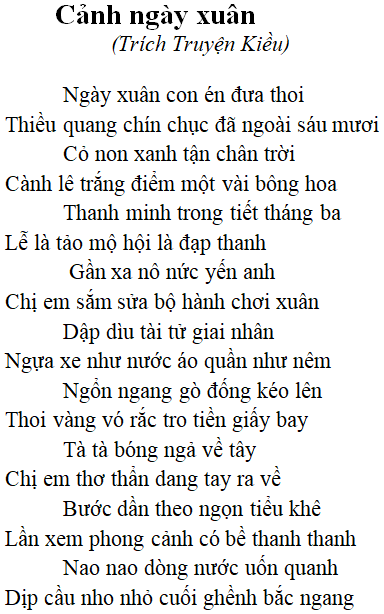 Cảnh ngày xuân
(Trích Truyện Kiều)
Ngày xuân con én đưa thoi
Thiều quang chín chục đã ngoài sáu mươi
Cỏ non xanh tận chân trời
Cành lê trắng điểm một vài bông hoa
Thanh minh trong tiết tháng ba
Lễ là tảo mộ hội là đạp thanh
Gần xa nô nức yến anh
Chị em sắm sửa bộ hành chơi xuân
Dập dìu tài tử giai nhân
Ngựa xe như nước áo quần như nêm
Ngổn ngang gò đống kéo lên
Thoi vàng vó rắc tro tiền giấy bay
Tà tà bóng ngả về tây
Chị em thơ thẩn dang tay ra về
Bước dần theo ngọn tiểu khê
Lần xem phong cảnh có bề thanh thanh
Nao nao dòng nước uốn quanh
Dịp cầu nho nhỏ cuối ghềnh bắc ngang